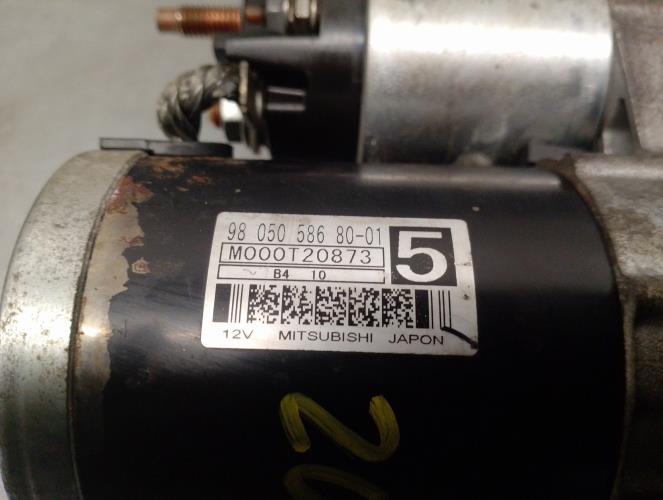 98 050 586 80-01
5
M000T20873
~ B4 10
12V MITSUBISHI JAPON